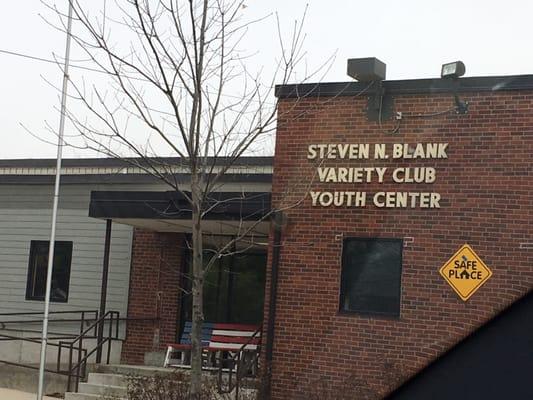 STEVEN N. BLANK
VARIETY CLUB
YOUTH CENTER
SAFE
PLACE